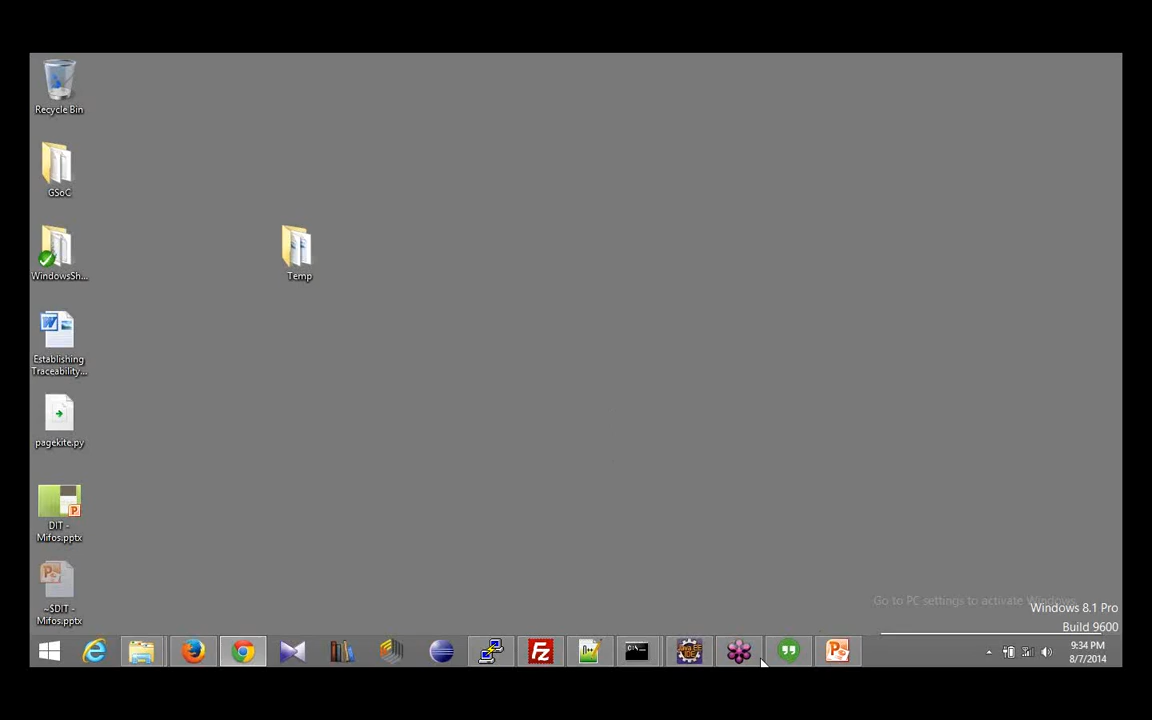 Recycle Bin
GSoC
WindowsSh...
Temp
Establishing
Traceability...
pagekite.py
DIT -
Mifos.pptx
~$DIT -
Mifos.pptx
Go to PC settings to activate Windows.
Windows 8.1 Pro
Build 9600
9:34 PM
8/7/2014